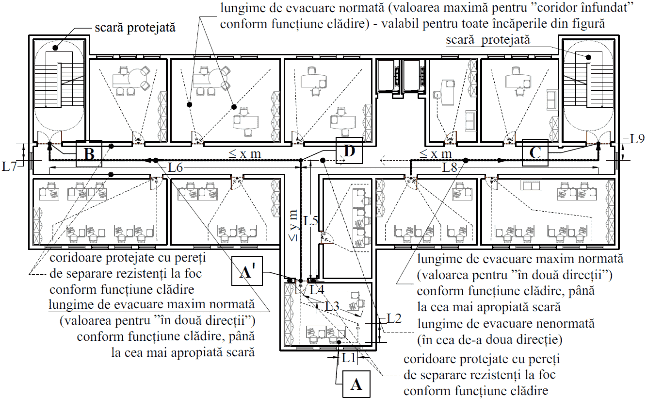 lungime de evacuare normată (valoarea maximă pentru ”coridor înfundat”
conform funcțiune clădire) - valabil pentru toate încăperile din figură
scară protejată
scară protejată
L7
B
L6
≤ x m
D
≤ x m
L8
C
L9
≤ y m
L5
A'
L4
L3
L2
L1
A
coridoare protejate cu pereți
de separare rezistenți la foc
conform funcțiune clădire
lungime de evacuare maxim normată
(valoarea pentru ”în două direcții”)
conform funcțiune clădire, până
la cea mai apropiată scară
lungime de evacuare maxim normată
(valoarea pentru ”în două direcții”)
conform funcțiune clădire, până la
cea mai apropiată scară
lungime de evacuare nenormată
(în cea de-a doua direcție)
coridoare protejate cu pereți
de separare rezistenți la foc
conform funcțiune clădire